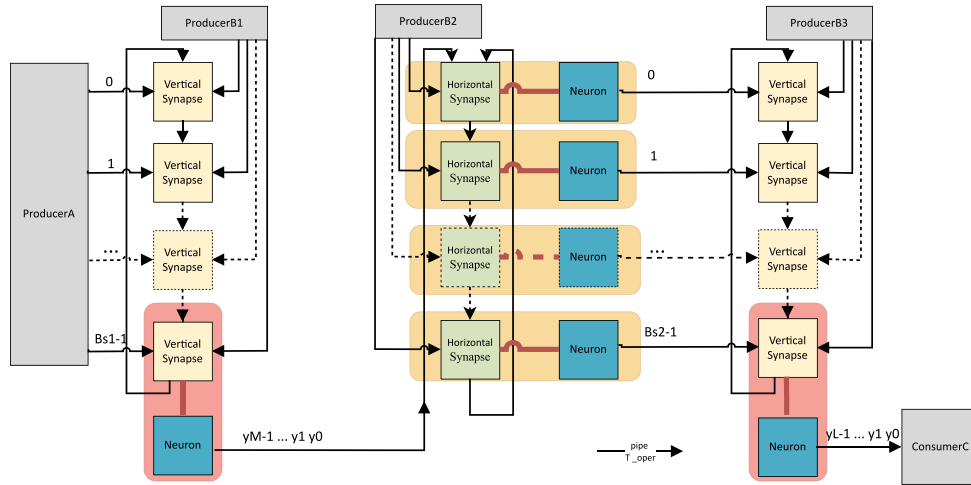 ProducerB1
ProducerB2
ProducerB3
ProducerA
0
1
...
Bs1-1
Vertical
Synapse
Vertical
Synapse
Vertical
Synapse
Vertical
Synapse
Neuron
yM-1 ... y1 y0
Horizontal
Synapse
Neuron
0
Horizontal
Synapse
Neuron
1
Horizontal
Synapse
Neuron
...
Horizontal
Synapse
Neuron
Bs2-1
pipe
T_oper
Vertical
Synapse
Vertical
Synapse
Vertical
Synapse
Vertical
Synapse
Neuron
yL-1 ... y1 y0
ConsumerC